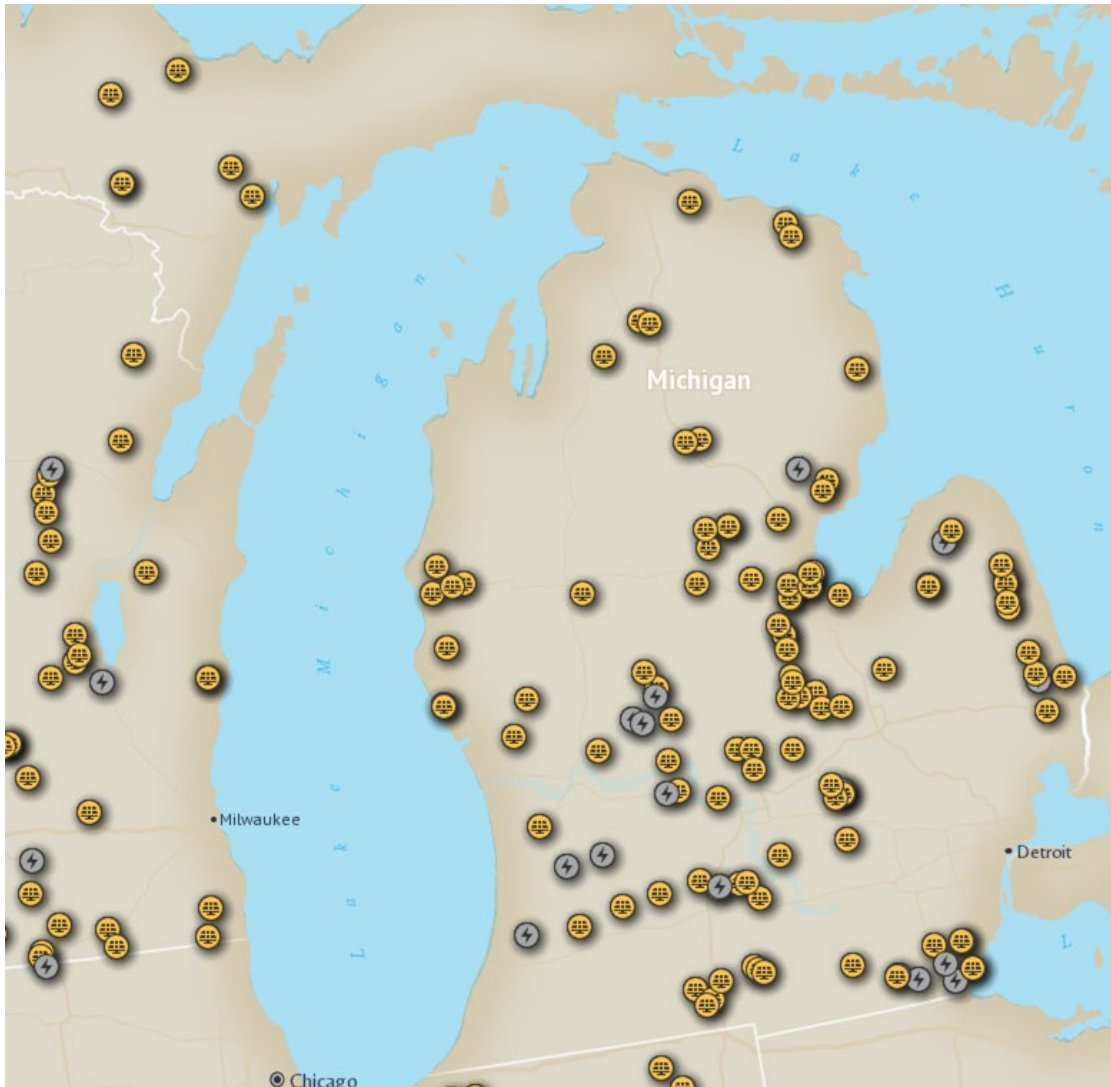 Lake Huron
Michigan
Lake Michigan
Milwaukee
Detroit
L
Chicago